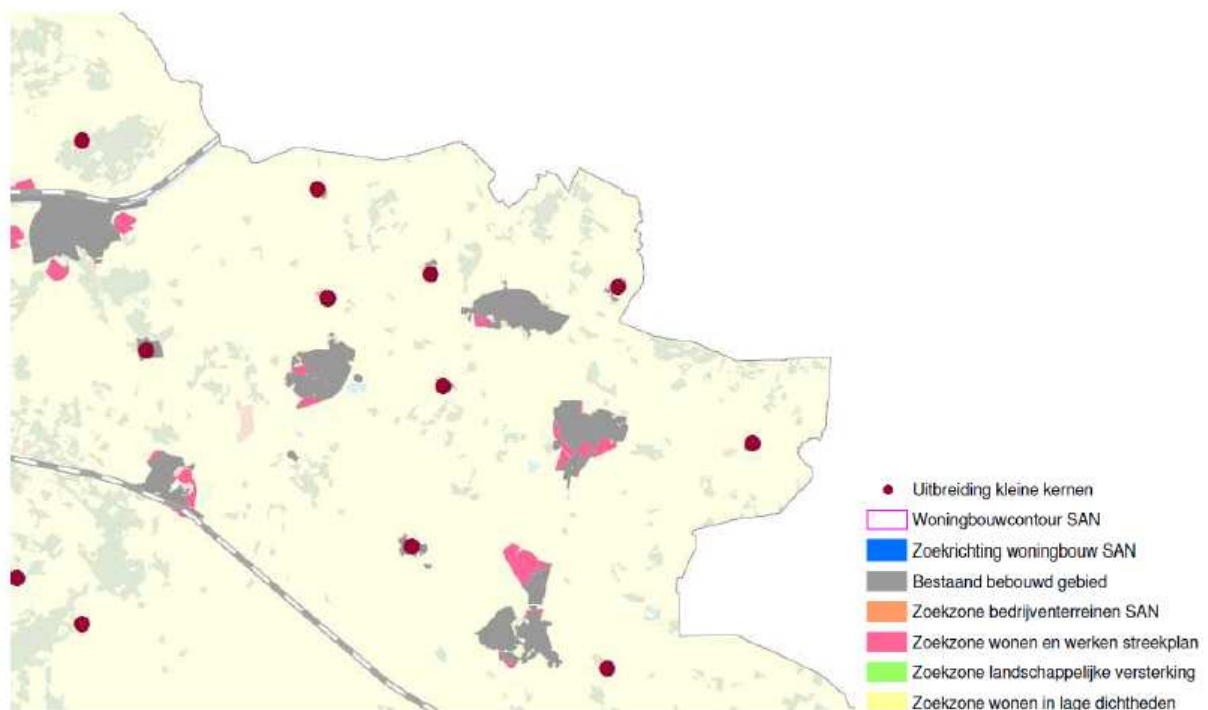 Uitbreiding kleine kernen
Woningbouwcontour SAN
Zoekrichting woningbouw SAN
Bestaand bebouwd gebied
Zoekzone bedrijventerreinen SAN
Zoekzone wonen en werken streekplan
Zoekzone landschappelijke versterking
Zoekzone wonen in lage dichtheden